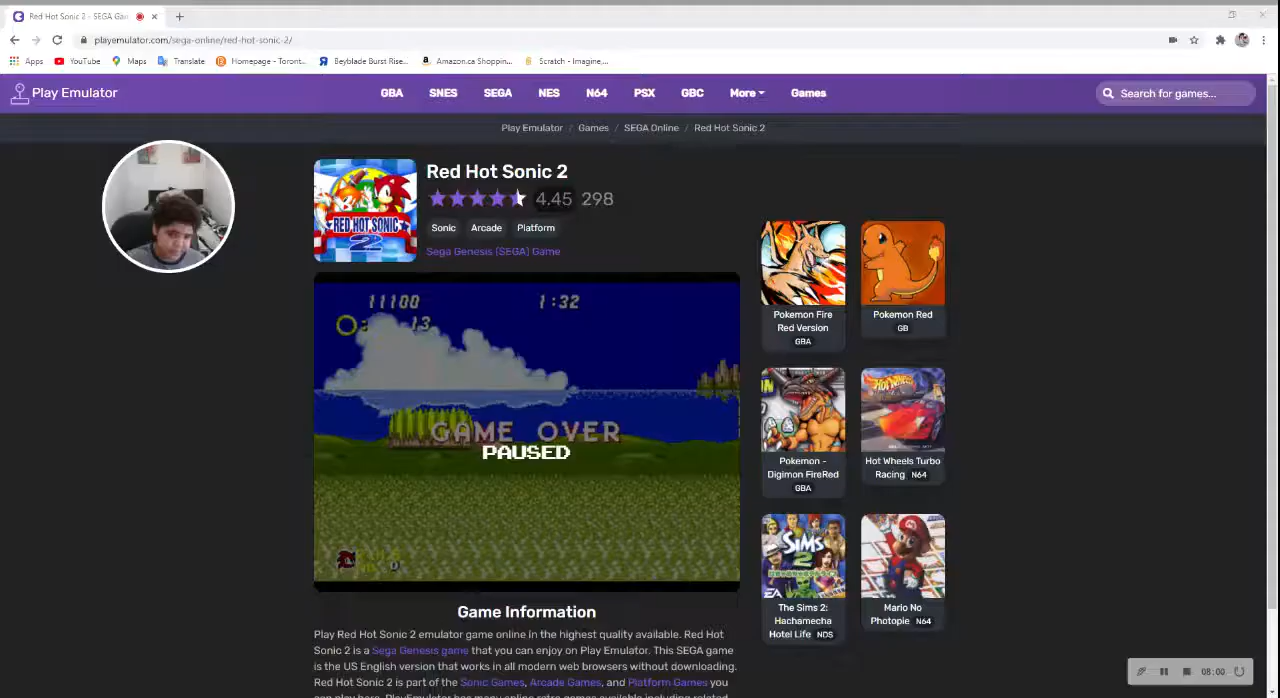 Red Hot Sonic 2 - SEGA Gam
playemulator.com/sega-online/red-hot-sonic-2/
Apps
YouTube
Maps
Translate
Homepage - Toront...
Beyblade Burst Rise...
Amazon.ca Shoppin...
Scratch - Imagine,...
Play Emulator
GBA
SNES
SEGA
NES
N64
PSX
GBC
More
Games
Search for games...
Play Emulator / Games / SEGA Online / Red Hot Sonic 2
Red Hot Sonic 2
4.45 298
Sonic
Arcade
Platform
Sega Genesis (SEGA) Game
RED HOT SONIC
2
11100
1:32
13
GAME OVER
PAUSED
0
Pokemon Fire
Red Version
GBA
Pokemon Red
GB
Pokemon -
Digimon FireRed
GBA
Hot Wheels Turbo
Racing N64
SIMS
2
EA
The Sims 2:
Hachamecha
Hotel Life NDS
Mario No
Photopie N64
Game Information
Play Red Hot Sonic 2 emulator game online in the highest quality available. Red Hot
Sonic 2 is a Sega Genesis game that you can enjoy on Play Emulator. This SEGA game
is the US English version that works in all modern web browsers without downloading.
Red Hot Sonic 2 is part of the Sonic Games, Arcade Games, and Platform Games you
08:00